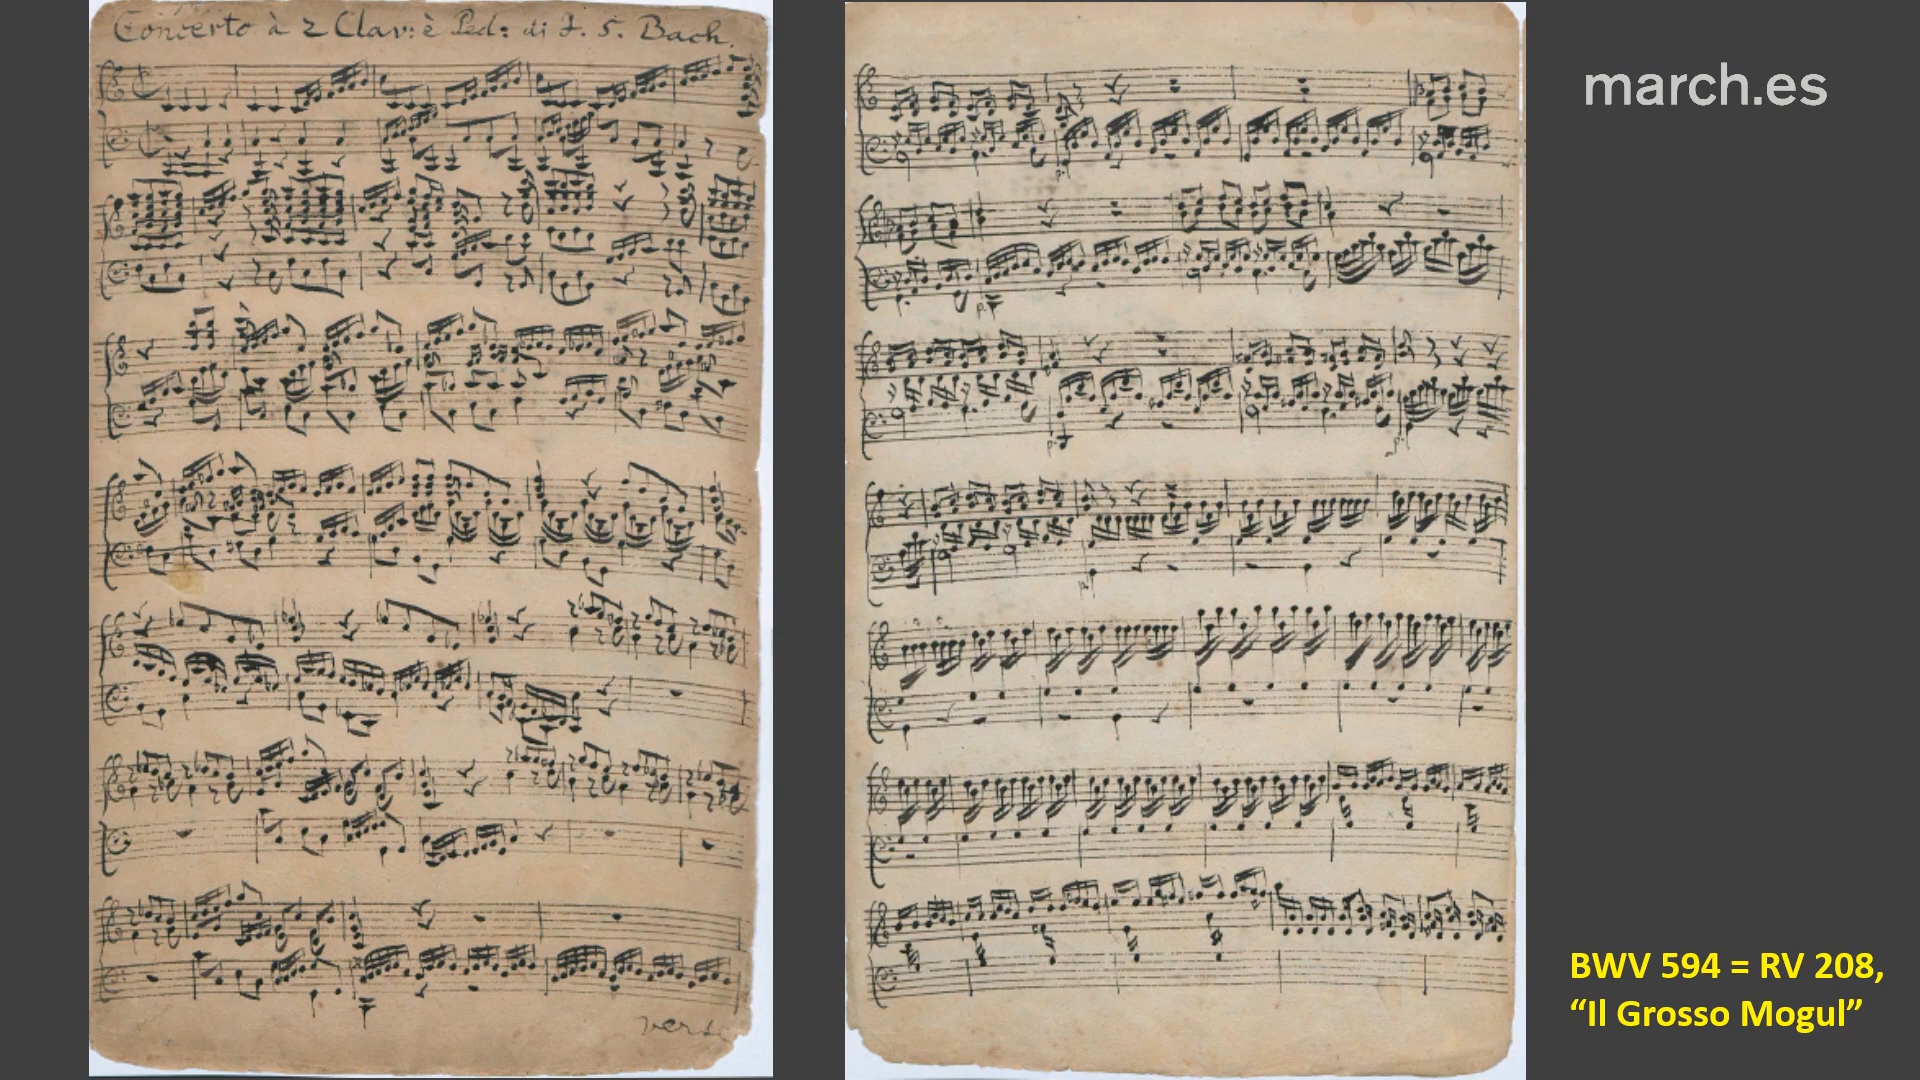 Concerto à 2 Clav: è Ped: di J. S. Bach.
march.es
BWV 594 = RV 208,
“Il Grosso Mogul”